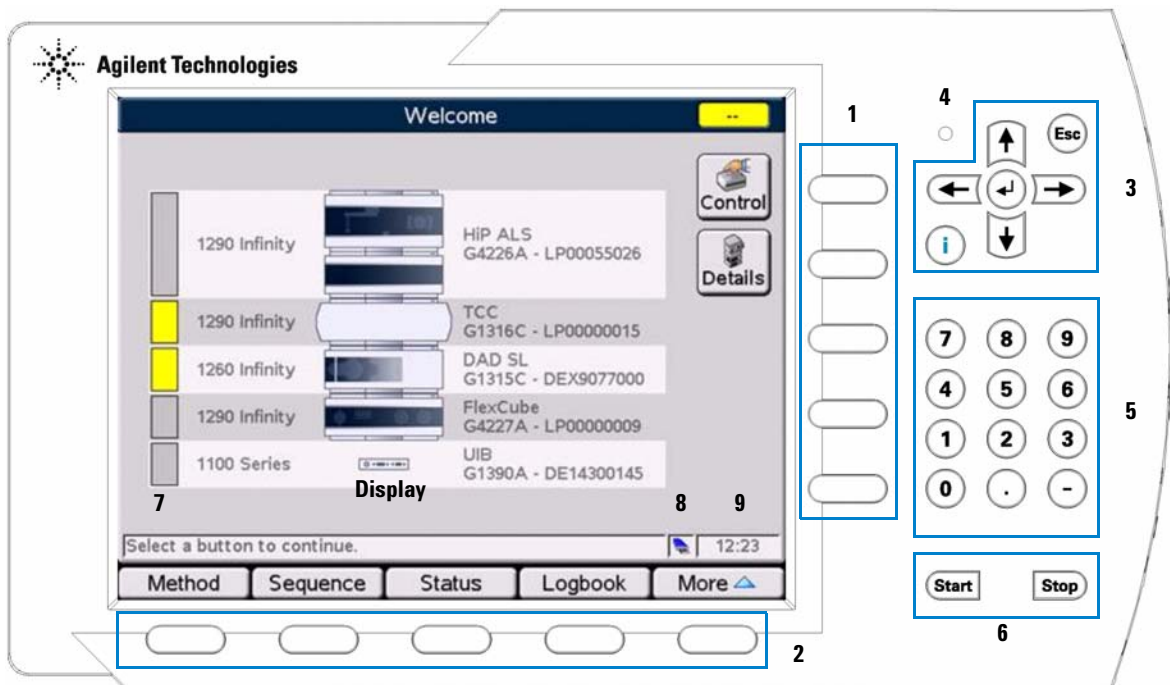 Agilent Technologies
Welcome
--
1
4
Esc
Control
3
i
1290 Infinity
HiP ALS
G4226A - LP00055026
Details
1290 Infinity
TCC
G1316C - LP00000015
7 8 9
1260 Infinity
DAD SL
G1315C - DEX9077000
4 5 6
5
1290 Infinity
FlexCube
G4227A - LP00000009
1 2 3
1100 Series
UIB
G1390A - DE14300145
0 . -
7
Display
8
9
Select a button to continue.
12:23
Method Sequence Status Logbook More
Start Stop
6
2